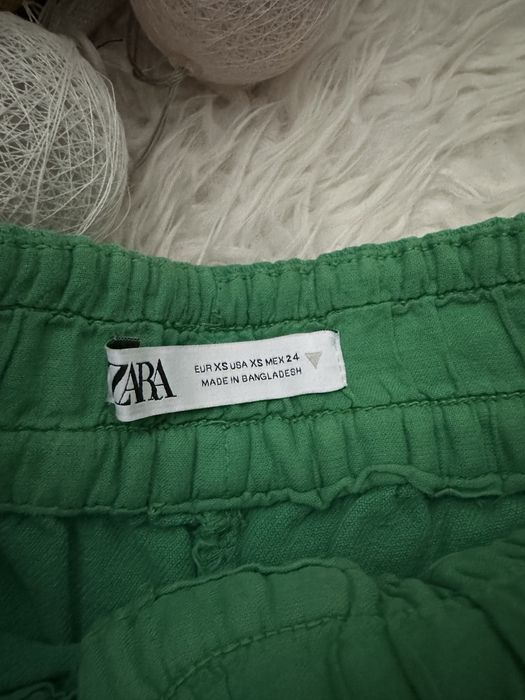 ZARA
EUR XS USA XS MEX 24
MADE IN BANGLADESH